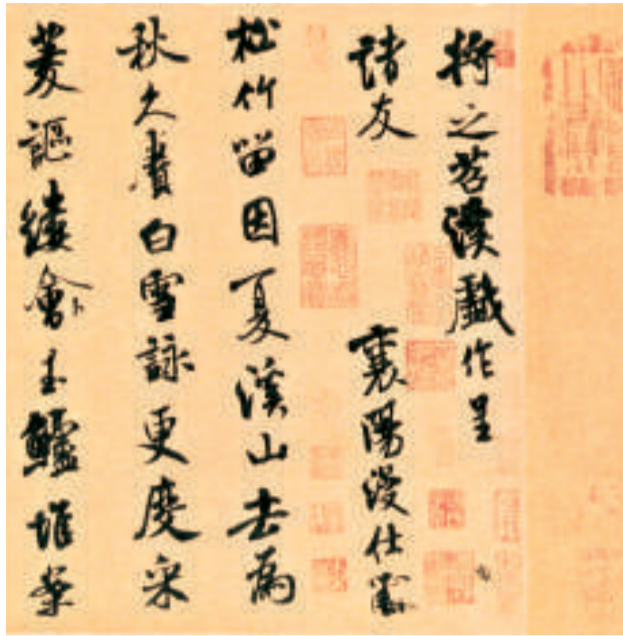 將之苕溪戲作呈
諸友 襄陽漫仕黻
松竹留因夏溪山去為
秋久賡白雪詠更度采
菱謳縷會玉鱸堆案